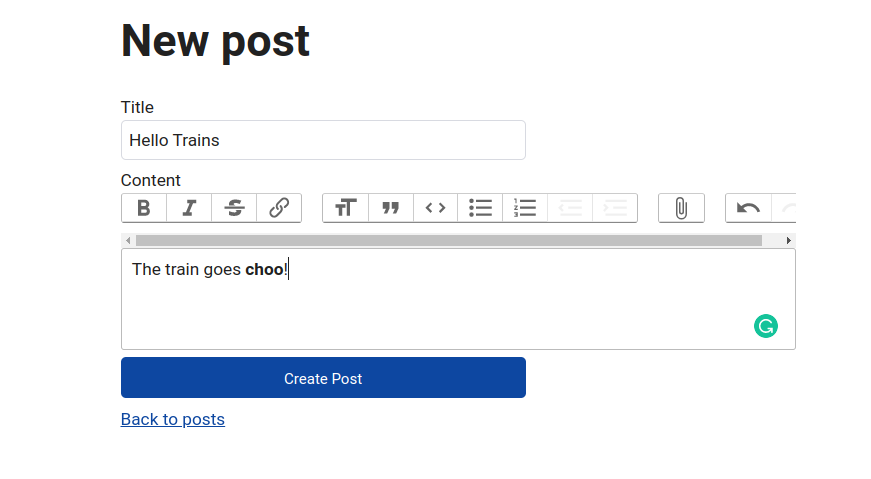 New post
Title
Hello Trains
Content
The train goes choo!
Create Post
Back to posts